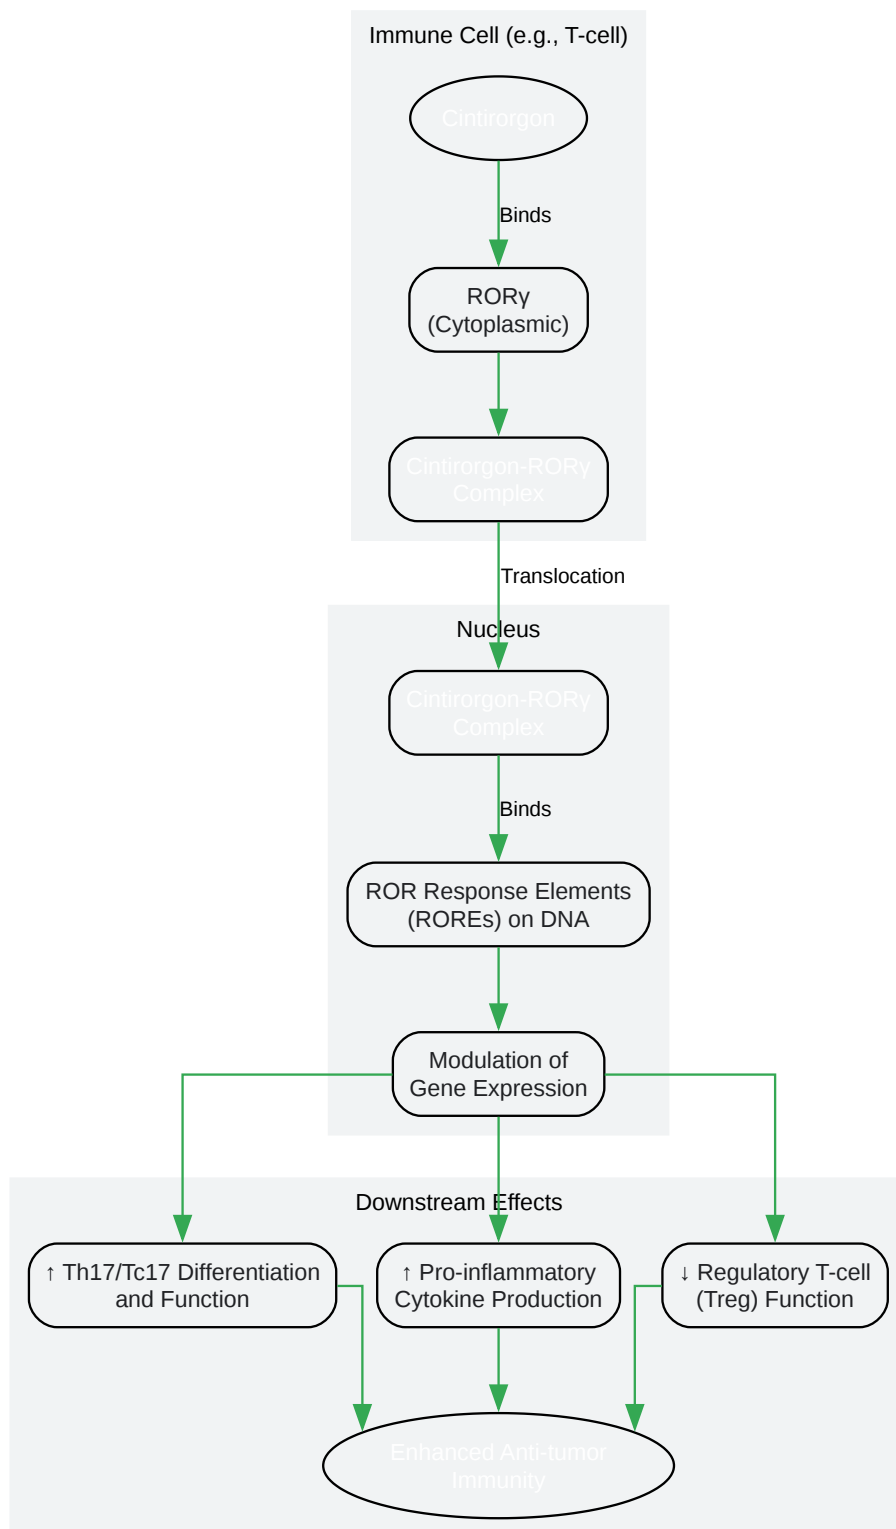 Immune Cell (e.g., T-cell)
Cintirorgon
Binds
RORγ
(Cytoplasmic)
Cintirorgon-RORγ
Complex
Translocation
Nucleus
Cintirorgon-RORγ
Complex
Binds
ROR Response Elements
(ROREs) on DNA
Modulation of
Gene Expression
Downstream Effects
↑ Th17/Tc17 Differentiation
and Function
↑ Pro-inflammatory
Cytokine Production
↓ Regulatory T-cell
(Treg) Function
Enhanced Anti-tumor
Immunity